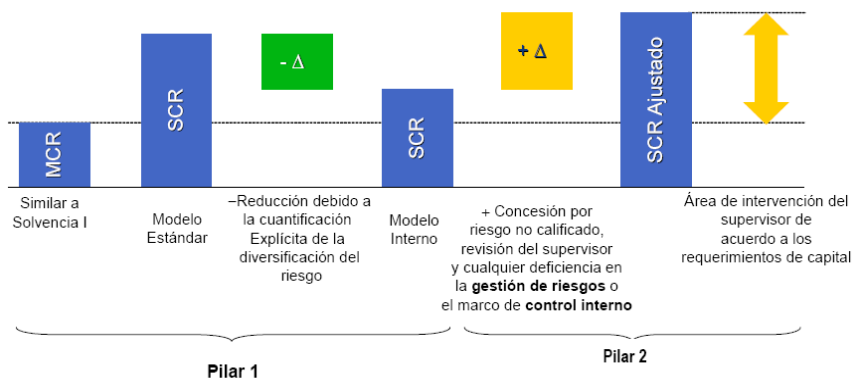 MCR
Similar a
Solvencia I
SCR
Modelo
Estándar
- Δ
–Reducción debido a
la cuantificación
Explícita de la
diversificación del
riesgo
SCR
Modelo
Interno
+ Δ
+ Concesión por
riesgo no calificado,
revisión del supervisor
y cualquier deficiencia en
la gestión de riesgos o
el marco de control interno
SCR Ajustado
Área de intervención del
supervisor de
acuerdo a los
requerimientos de capital
Pilar 1
Pilar 2